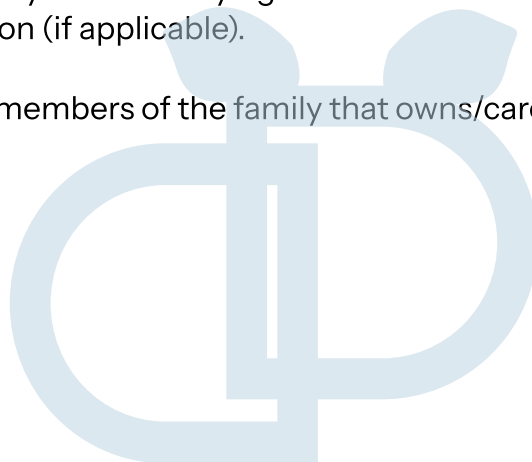 on (if applicable).
members of the family that owns/car